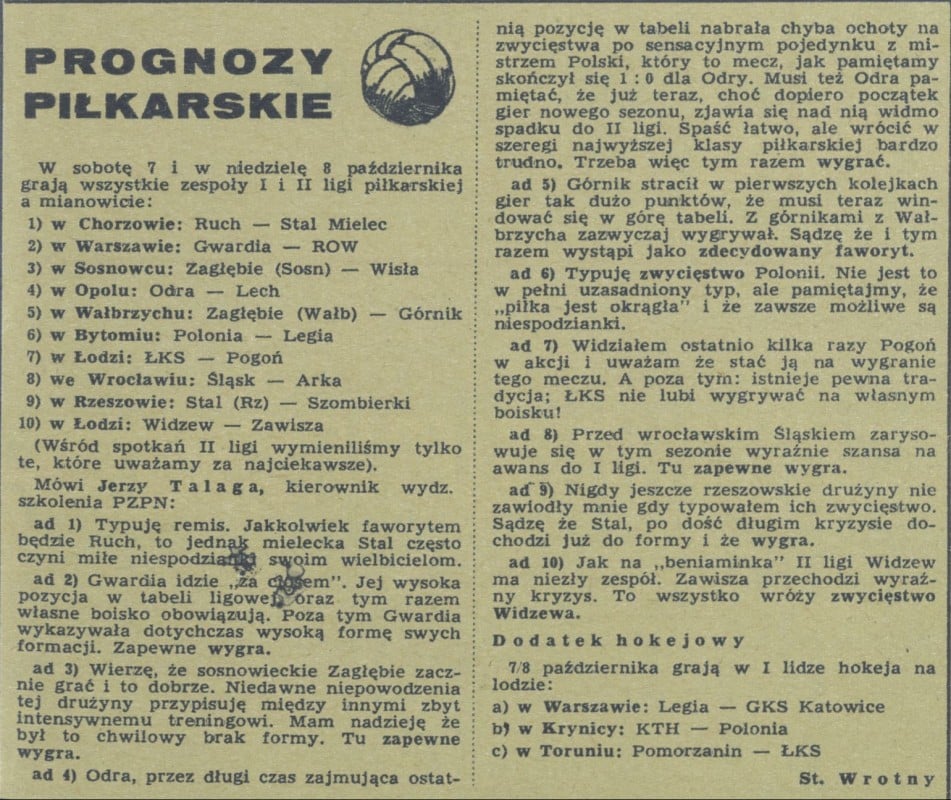 PROGNOZY
PIŁKARSKIE
W sobotę 7 i w niedzielę 8 października
grają wszystkie zespoły I i II ligi piłkarskiej
a mianowicie:
1) w Chorzowie: Ruch — Stal Mielec
2) w Warszawie: Gwardia — ROW
3) w Sosnowcu: Zagłębie (Sosn) — Wisła
4) w Opolu: Odra — Lech
5) w Wałbrzychu: Zagłębie (Wałb) — Górnik
6) w Bytomiu: Polonia — Legia
7) w Łodzi: ŁKS — Pogoń
8) we Wrocławiu: Śląsk — Arka
9) w Rzeszowie: Stal (Rz) — Szombierki
10) w Łodzi: Widzew — Zawisza
(Wśród spotkań II ligi wymieniliśmy tylko
te, które uważamy za najciekawsze).
Mówi Jerzy Talaga, kierownik wydz.
szkolenia PZPN:
ad 1) Typuję remis. Jakkolwiek faworytem
będzie Ruch, to jednak mielecka Stal często
czyni miłe niespodzianki swoim wielbicielom.
ad 2) Gwardia idzie „za ciosem". Jej wysoka
pozycja w tabeli ligowej oraz tym razem
własne boisko obowiązują. Poza tym Gwardia
wykazywała dotychczas wysoką formę swych
formacji. Zapewne wygra.
ad 3) Wierzę, że sosnowieckie Zagłębie zacz-
nie grać i to dobrze. Niedawne niepowodzenia
tej drużyny przypisuję między innymi zbyt
intensywnemu treningowi. Mam nadzieję że
był to chwilowy brak formy. Tu zapewne
wygra.
ad 4) Odra, przez długi czas zajmująca ostat-
nią pozycję w tabeli nabrała chyba ochoty na
zwycięstwa po sensacyjnym pojedynku z mi-
strzem Polski, który to mecz, jak pamiętamy
skończył się 1 : 0 dla Odry. Musi też Odra pa-
miętać, że już teraz, choć dopiero początek
gier nowego sezonu, zjawia się nad nią widmo
spadku do II ligi. Spaść łatwo, ale wrócić w
szeregi najwyższej klasy piłkarskiej bardzo
trudno. Trzeba więc tym razem wygrać.
ad 5) Górnik stracił w pierwszych kolejkach
gier tak dużo punktów, że musi teraz win-
dować się w górę tabeli. Z górnikami z Wał-
brzycha zazwyczaj wygrywał. Sądzę że i tym
razem wystąpi jako zdecydowany faworyt.
ad 6) Typuję zwycięstwo Polonii. Nie jest to
w pełni uzasadniony typ, ale pamiętajmy, że
„piłka jest okrągła" i że zawsze możliwe są
niespodzianki.
ad 7) Widziałem ostatnio kilka razy Pogoń
w akcji i uważam że stać ją na wygranie
tego meczu. A poza tym: istnieje pewna tra-
dycja; ŁKS nie lubi wygrywać na własnym
boisku!
ad 8) Przed wrocławskim Śląskiem zaryso-
wuje się w tym sezonie wyraźnie szansa na
awans do I ligi. Tu zapewne wygra.
ad 9) Nigdy jeszcze rzeszowskie drużyny nie
zawiodły mnie gdy typowałem ich zwycięstwo.
Sądzę że Stal, po dość długim kryzysie do-
chodzi już do formy i że wygra.
ad 10) Jak na „beniaminka" II ligi Widzew
ma niezły zespół. Zawisza przechodzi wyraź-
ny kryzys. To wszystko wróży zwycięstwo
Widzewa.
Dodatek hokejowy
7/8 października grają w I lidze hokeja na
lodzie:
a) w Warszawie: Legia — GKS Katowice
b) w Krynicy: KTH — Polonia
c) w Toruniu: Pomorzanin — ŁKS
St. Wrotny